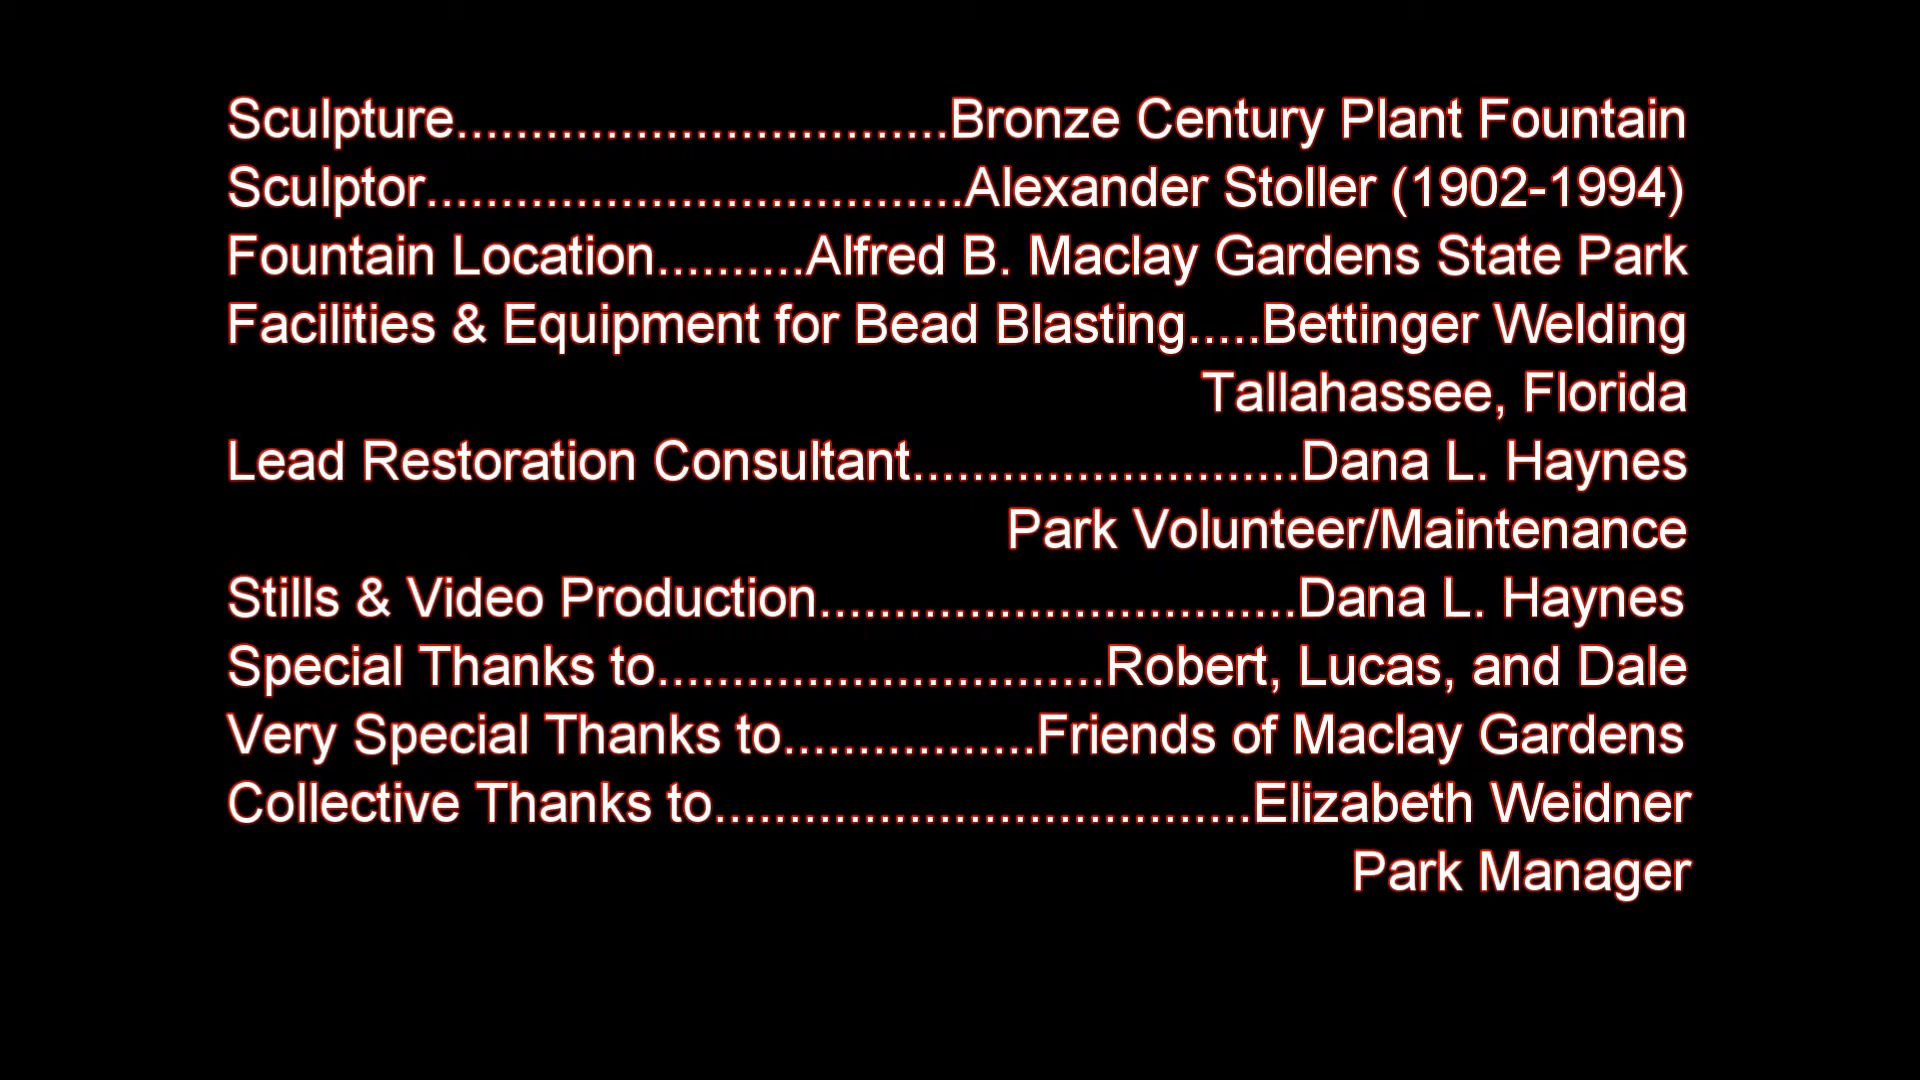 Sculpture.................................Bronze Century Plant Fountain
Sculptor....................................Alexander Stoller (1902-1994)
Fountain Location..........Alfred B. Maclay Gardens State Park
Facilities & Equipment for Bead Blasting.....Bettinger Welding
Tallahassee, Florida
Lead Restoration Consultant..........................Dana L. Haynes
Park Volunteer/Maintenance
Stills & Video Production................................Dana L. Haynes
Special Thanks to..............................Robert, Lucas, and Dale
Very Special Thanks to.................Friends of Maclay Gardens
Collective Thanks to....................................Elizabeth Weidner
Park Manager